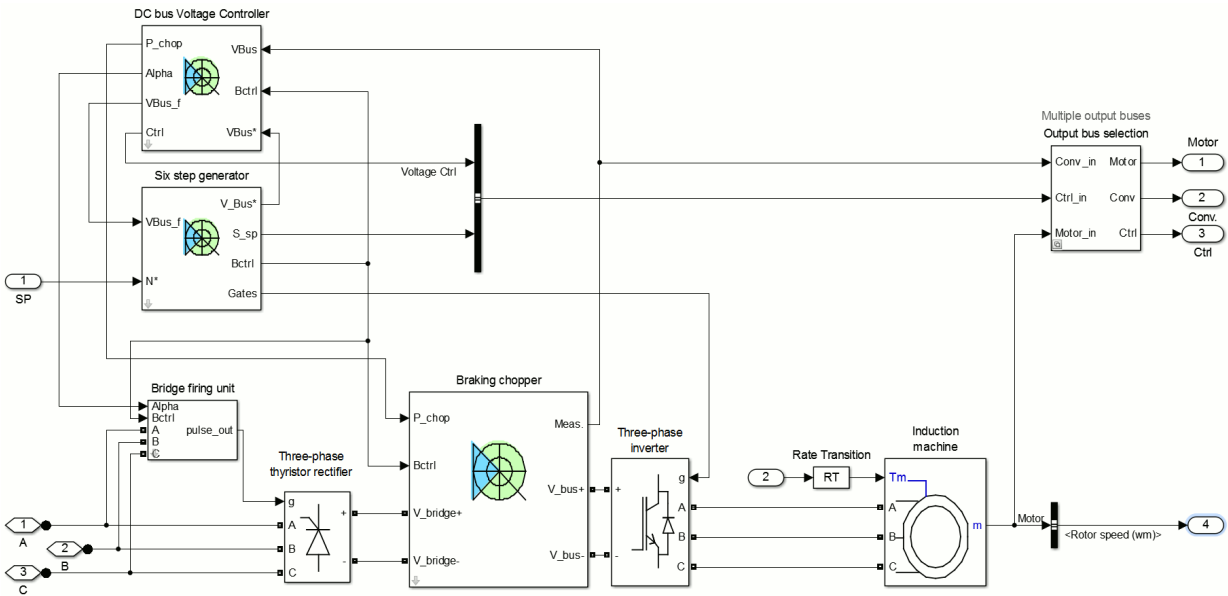 DC bus Voltage Controller
P_chop
VBus
Alpha
Bctrl
VBus_f
Ctrl
VBus*
Six step generator
V_Bus*
VBus_f
S_sp
Bctrl
N*
Gates
1
SP
Voltage Ctrl
Multiple output buses
Output bus selection
Conv_in
Motor
Ctrl_in
Conv
Motor_in
Ctrl
Motor
1
2
Conv.
3
Ctrl
Bridge firing unit
Alpha
Bctrl
A
pulse_out
B
C
Three-phase
thyristor rectifier
g
A
+
B
C
-
1
A
2
B
3
C
Braking chopper
P_chop
Meas.
Bctrl
V_bus+
V_bridge+
V_bus-
V_bridge-
Three-phase
inverter
g
+
A
B
-
C
Rate Transition
2
RT
Induction
machine
Tm
A
B
m
C
Motor
<Rotor speed (wm)>
4